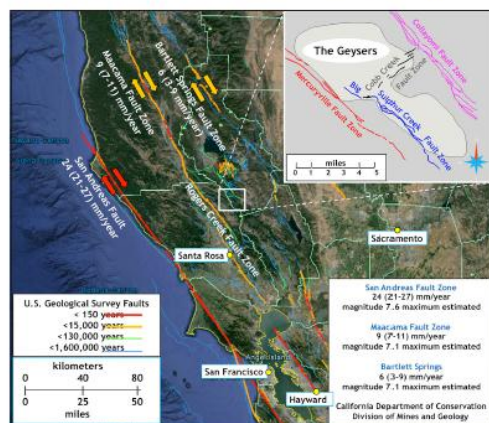 Maacama Fault Zone
9 (7-11) mm/year
Bartlett Springs
Fault Zone
6 (3-9 mm/year)
San Andreas Fault
24 (21-27) mm/year
Rogers Creek Fault Zone
Santa Rosa
Sacramento
San Francisco
Hayward
Angel Island
The Geysers
Collayomi Fault Zone
Cobb Creek
Fault Zone
Mercuryville Fault Zone
Big
Sulphur Creek
Fault Zone
miles
0 1 2 3 4 5
U.S. Geological Survey Faults
< 150 years
<15,000 years
<130,000 years
<1,600,000 years
kilometers
0 40 80
0 20 50
miles
San Andreas Fault Zone
24 (21-27) mm/year
magnitude 7.6 maximum estimated
Maacama Fault Zone
9 (7-11) mm/year
magnitude 7.1 maximum estimated
Bartlett Springs
6 (3-9) mm/year
magnitude 7.1 maximum estimated
California Department of Conservation
Division of Mines and Geology